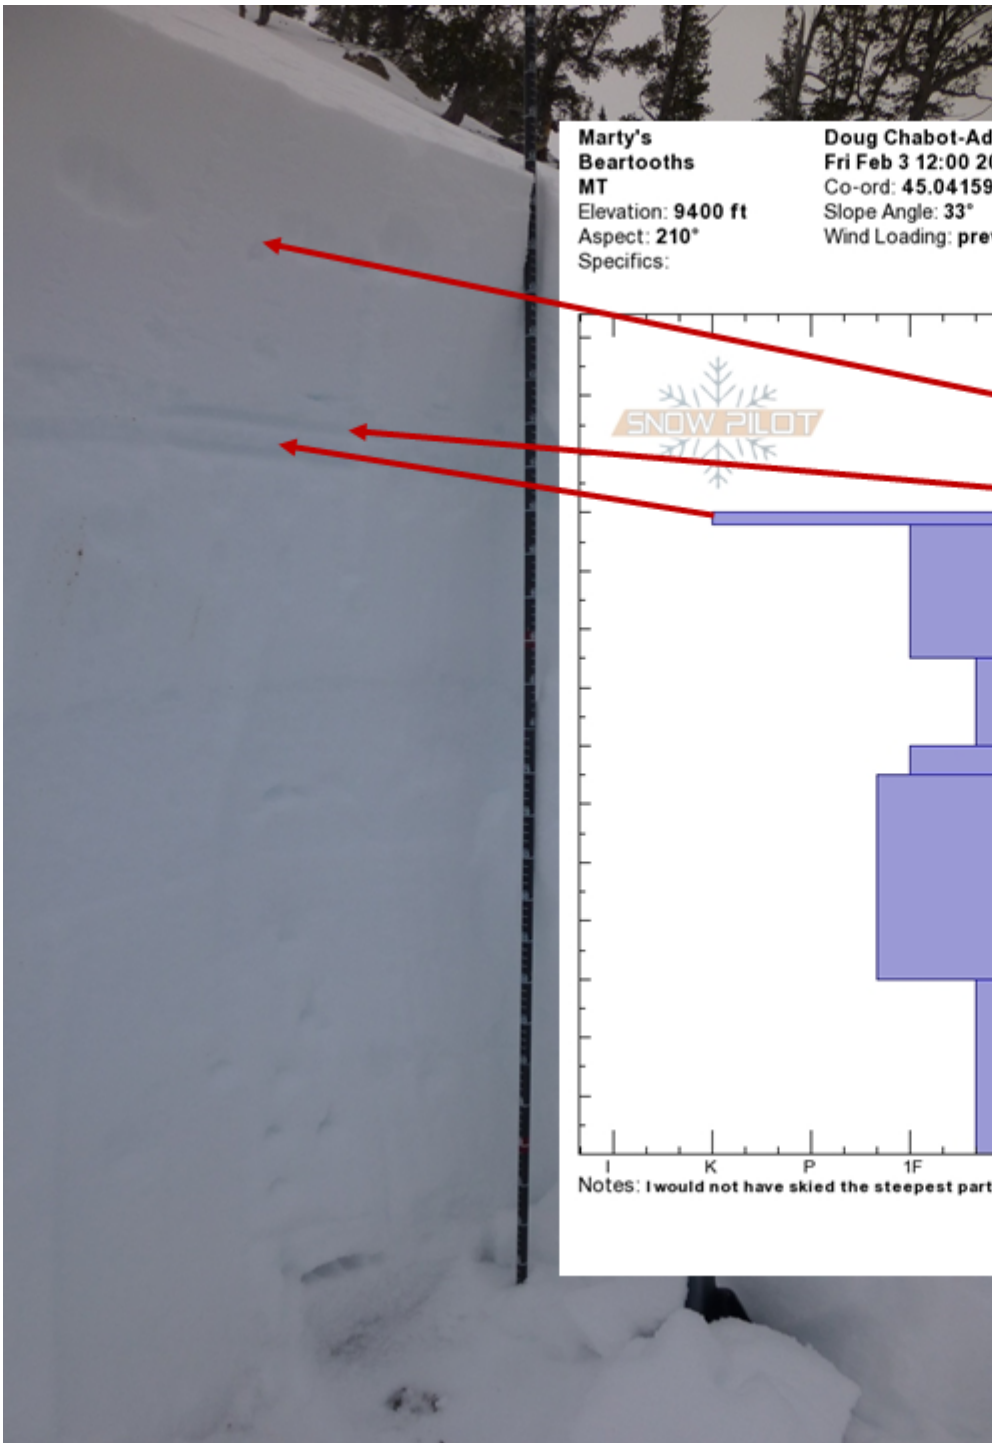 Marty's
Beartooths
MT
Elevation: 9400 ft
Aspect: 210°
Specifics:
Doug Chabot-Ad
Fri Feb 3 12:00 20
Co-ord: 45.04159
Slope Angle: 33°
Wind Loading: prev
SNOW PILOT
I K P 1F
Notes: I would not have skied the steepest part